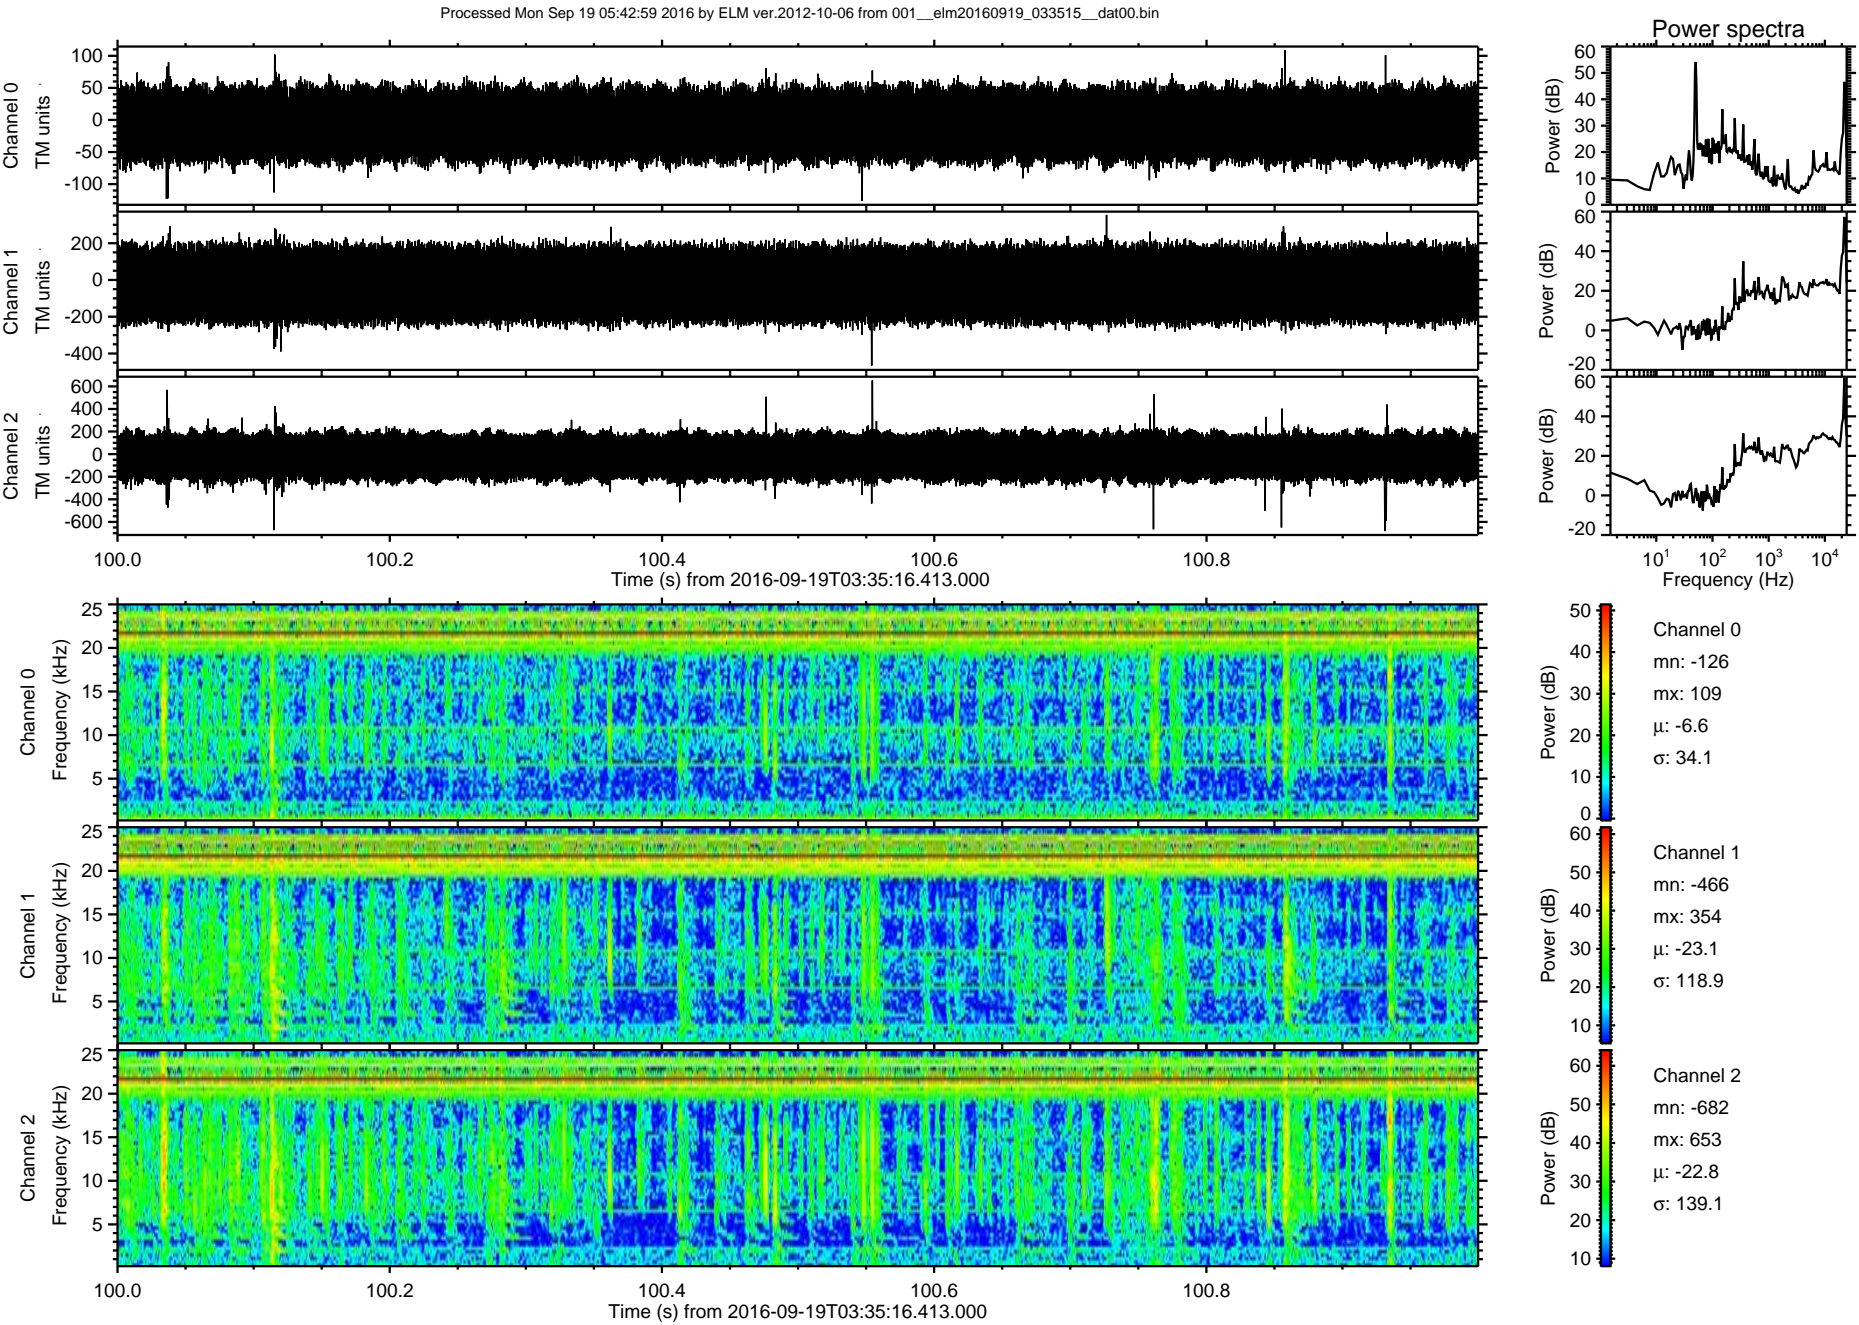 Processed Mon Sep 19 05:42:59 2016 by ELM ver.2012-10-06 from 001__elm20160919_033515__dat00.bin
Power spectra
Channel 0
TM units
100
50
0
-50
-100
Power (dB)
60
50
40
30
20
10
0
Channel 1
TM units
200
0
-200
-400
Power (dB)
60
40
20
0
-20
Channel 2
TM units
600
400
200
0
-200
-400
-600
Power (dB)
60
40
20
0
-20
100.0 100.2 100.4 100.6 100.8
Time (s) from 2016-09-19T03:35:16.413.000
10¹ 10² 10³ 10⁴
Frequency (Hz)
Channel 0
Frequency (kHz)
25
20
15
10
5
Power (dB)
50
40
30
20
10
0
Channel 0
mn: -126
mx: 109
μ: -6.6
σ: 34.1
Channel 1
Frequency (kHz)
25
20
15
10
5
Power (dB)
60
50
40
30
20
10
Channel 1
mn: -466
mx: 354
μ: -23.1
σ: 118.9
Channel 2
Frequency (kHz)
25
20
15
10
5
Power (dB)
60
50
40
30
20
10
Channel 2
mn: -682
mx: 653
μ: -22.8
σ: 139.1
100.0 100.2 100.4 100.6 100.8
Time (s) from 2016-09-19T03:35:16.413.000